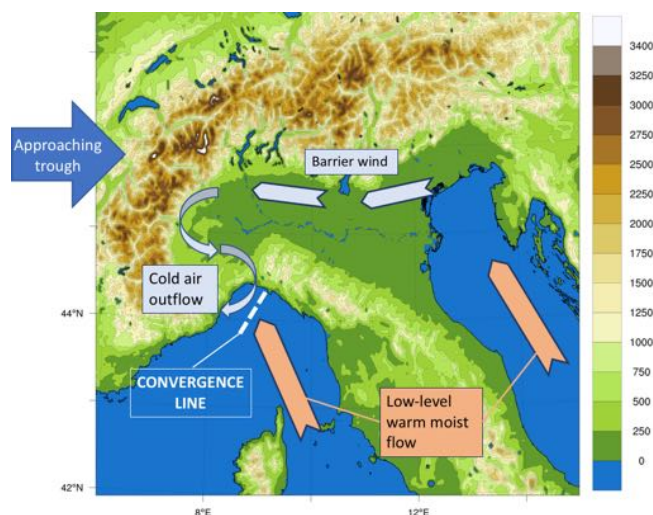 Approaching
trough
Barrier wind
Cold air
outflow
CONVERGENCE
LINE
Low-level
warm moist
flow
44°N
42°N
8°E
12°E
3400
3250
3000
2750
2500
2250
2000
1750
1500
1250
1000
750
500
250
0